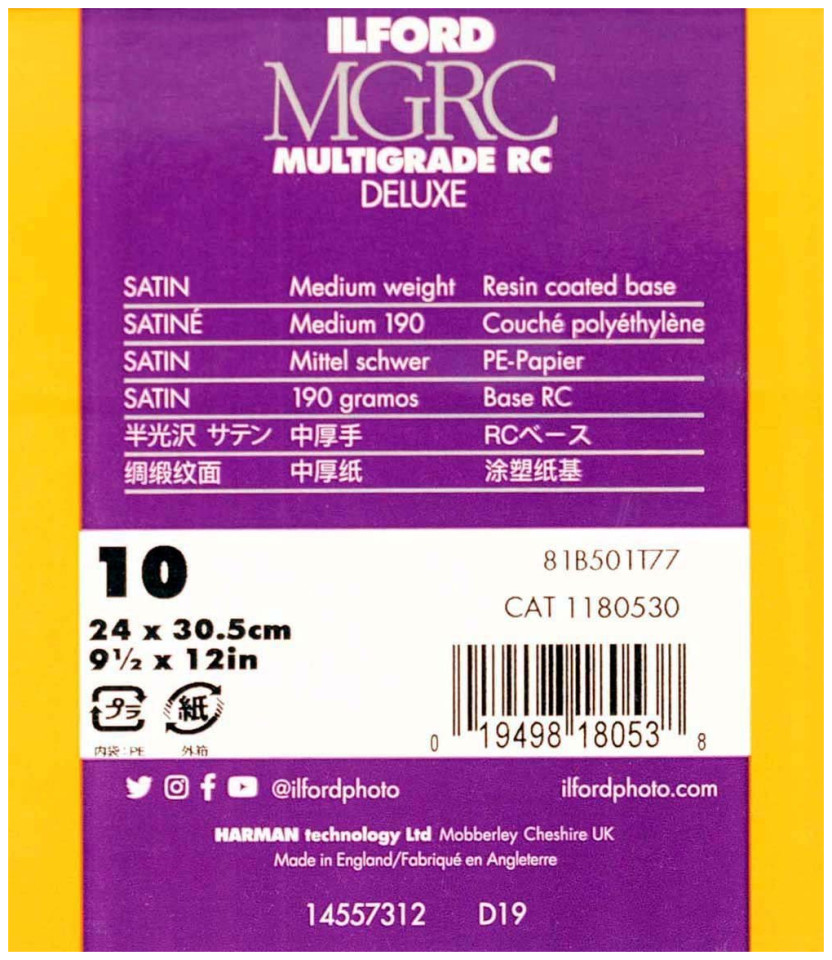 ILFORD
MGRC
MULTIGRADE RC
DELUXE
SATIN Medium weight Resin coated base
SATINÉ Medium 190 Couché polyéthylène
SATIN Mittel schwer PE-Papier
SATIN 190 gramos Base RC
半光沢 サテン 中厚手 RCベース
绸缎纹面 中厚纸 涂塑纸基
10 81B501T77
CAT 1180530
24 x 30.5cm
9½ x 12in
プラ 紙
内袋:PE 外箱
0 19498 18053 8
@ilfordphoto ilfordphoto.com
HARMAN technology Ltd Mobberley Cheshire UK
Made in England/Fabriqué en Angleterre
14557312 D19